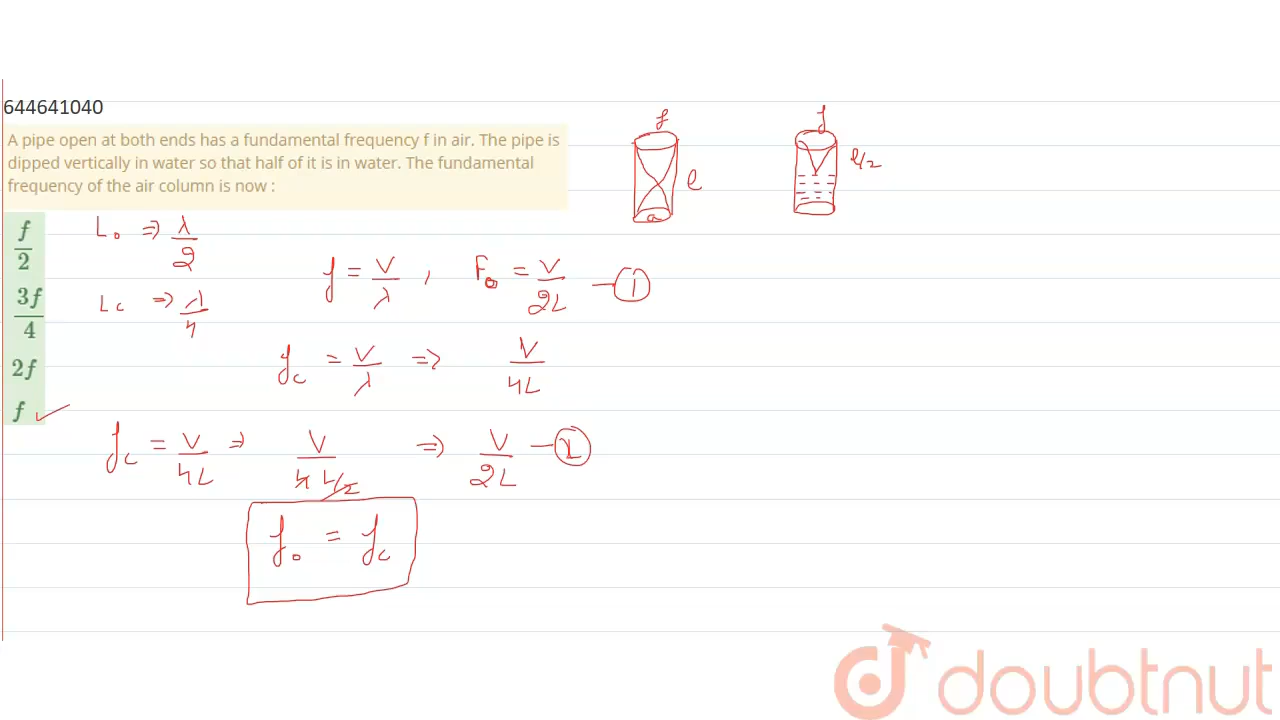 644641040
A pipe open at both ends has a fundamental frequency f in air. The pipe is
dipped vertically in water so that half of it is in water. The fundamental
frequency of the air column is now :
f/2
3f/4
2f
f ✓
L₀ ⇒ λ/2
Lc ⇒ λ/4
f = V/λ , F₀ = V/2L —①
fc = V/λ ⇒ V/4L
fc = V/4L ⇒ V/4 L/2 ⇒ V/2L —②
f₀ = fc
f
l
f
l/2
doubtnut